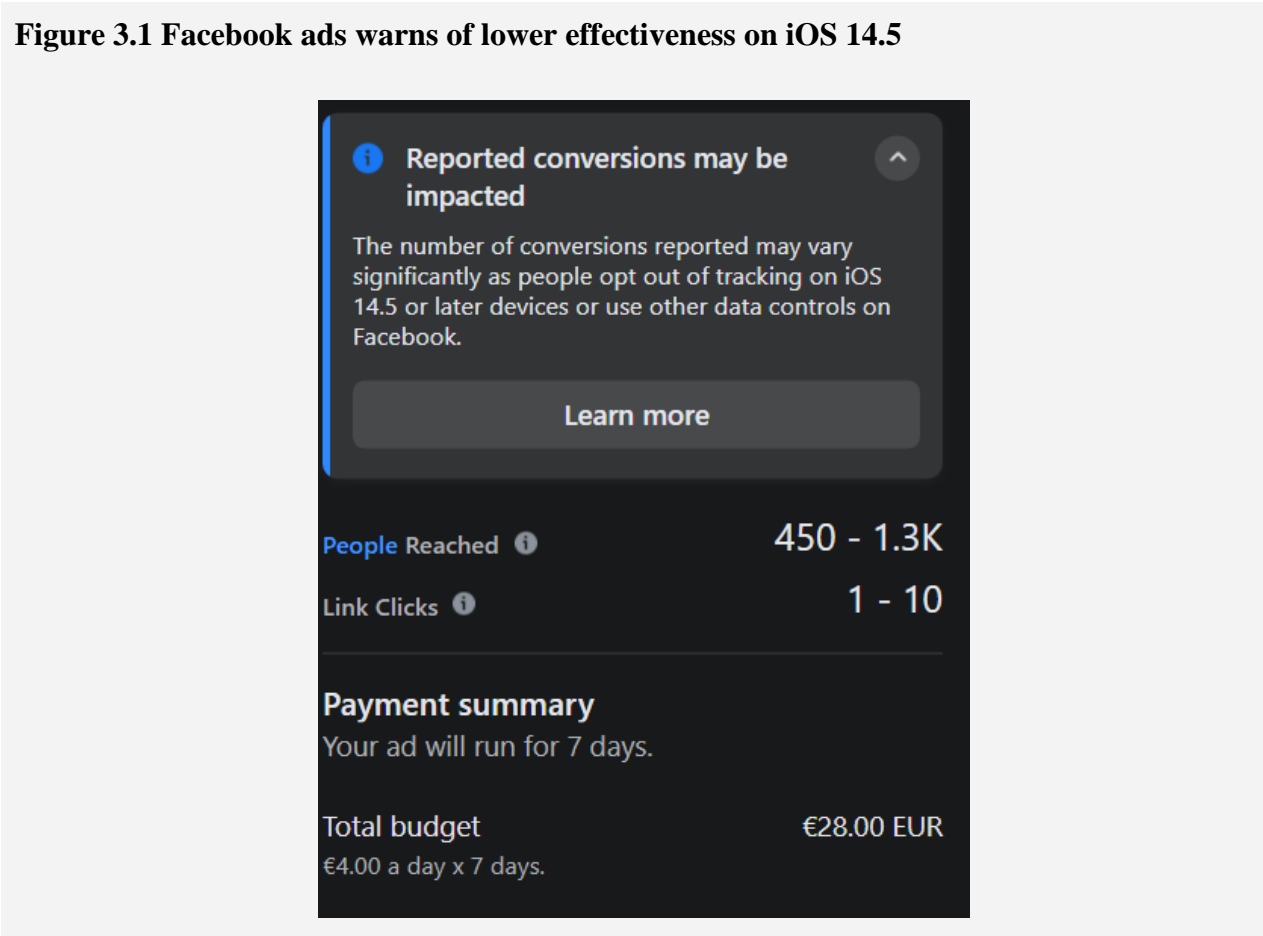 Figure 3.1 Facebook ads warns of lower effectiveness on iOS 14.5
Reported conversions may be
impacted
The number of conversions reported may vary
significantly as people opt out of tracking on iOS
14.5 or later devices or use other data controls on
Facebook.
Learn more
People Reached 450 - 1.3K
Link Clicks 1 - 10
Payment summary
Your ad will run for 7 days.
Total budget €28.00 EUR
€4.00 a day x 7 days.